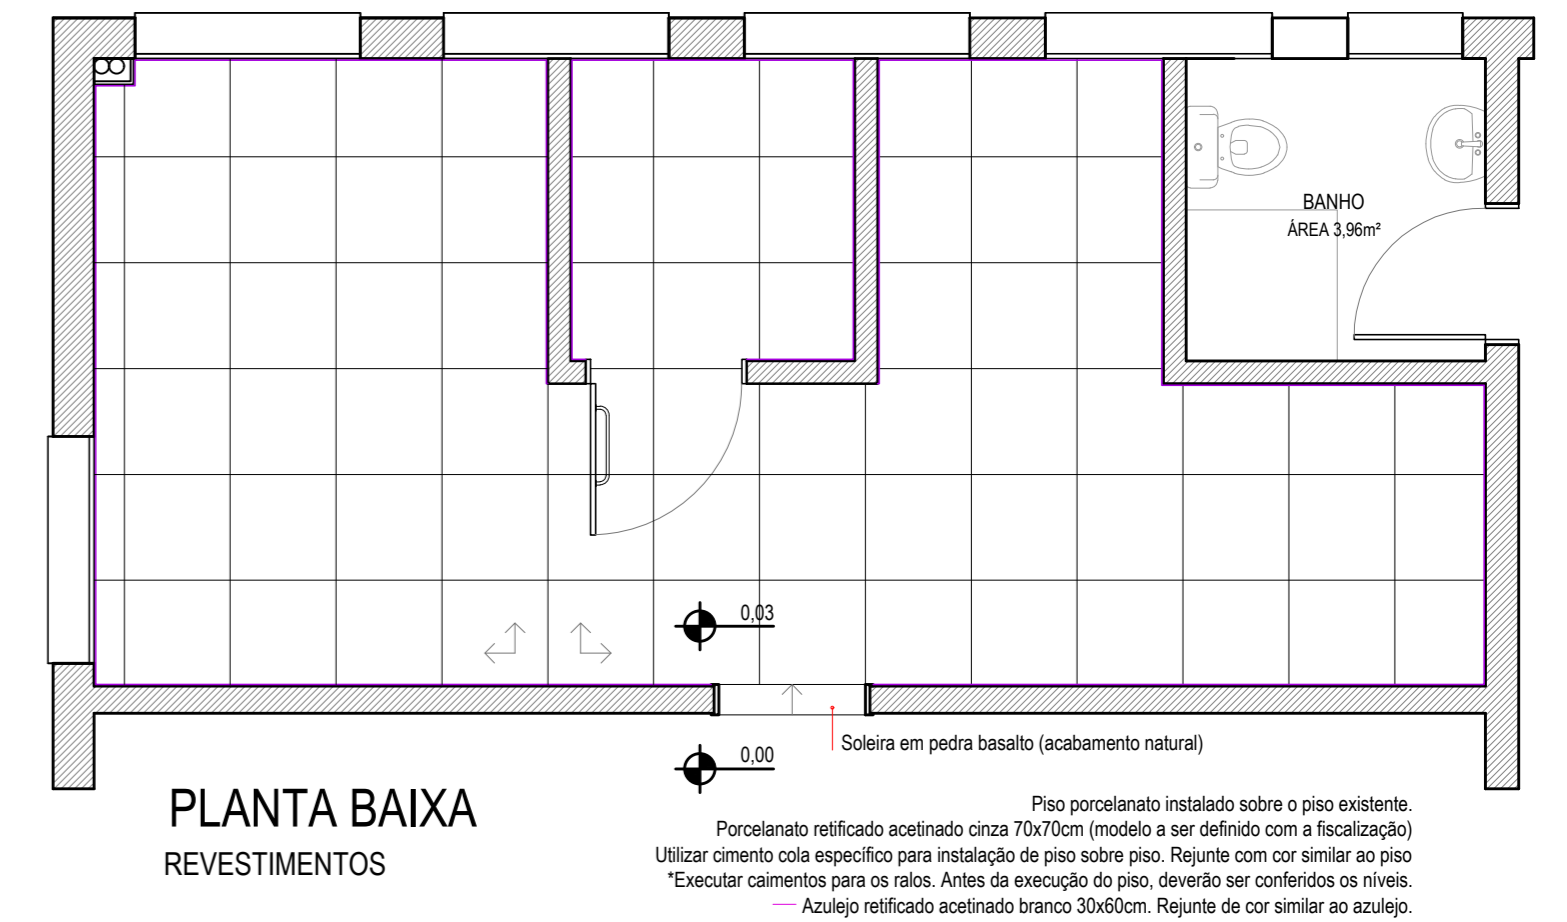 BANHO
ÁREA 3,96m²
0,03
0,00
Soleira em pedra basalto (acabamento natural)
PLANTA BAIXA
REVESTIMENTOS
Piso porcelanato instalado sobre o piso existente.
Porcelanato retificado acetinado cinza 70x70cm (modelo a ser definido com a fiscalização)
Utilizar cimento cola específico para instalação de piso sobre piso. Rejunte com cor similar ao piso
*Executar caimentos para os ralos. Antes da execução do piso, deverão ser conferidos os níveis.
Azulejo retificado acetinado branco 30x60cm. Rejunte de cor similar ao azulejo.